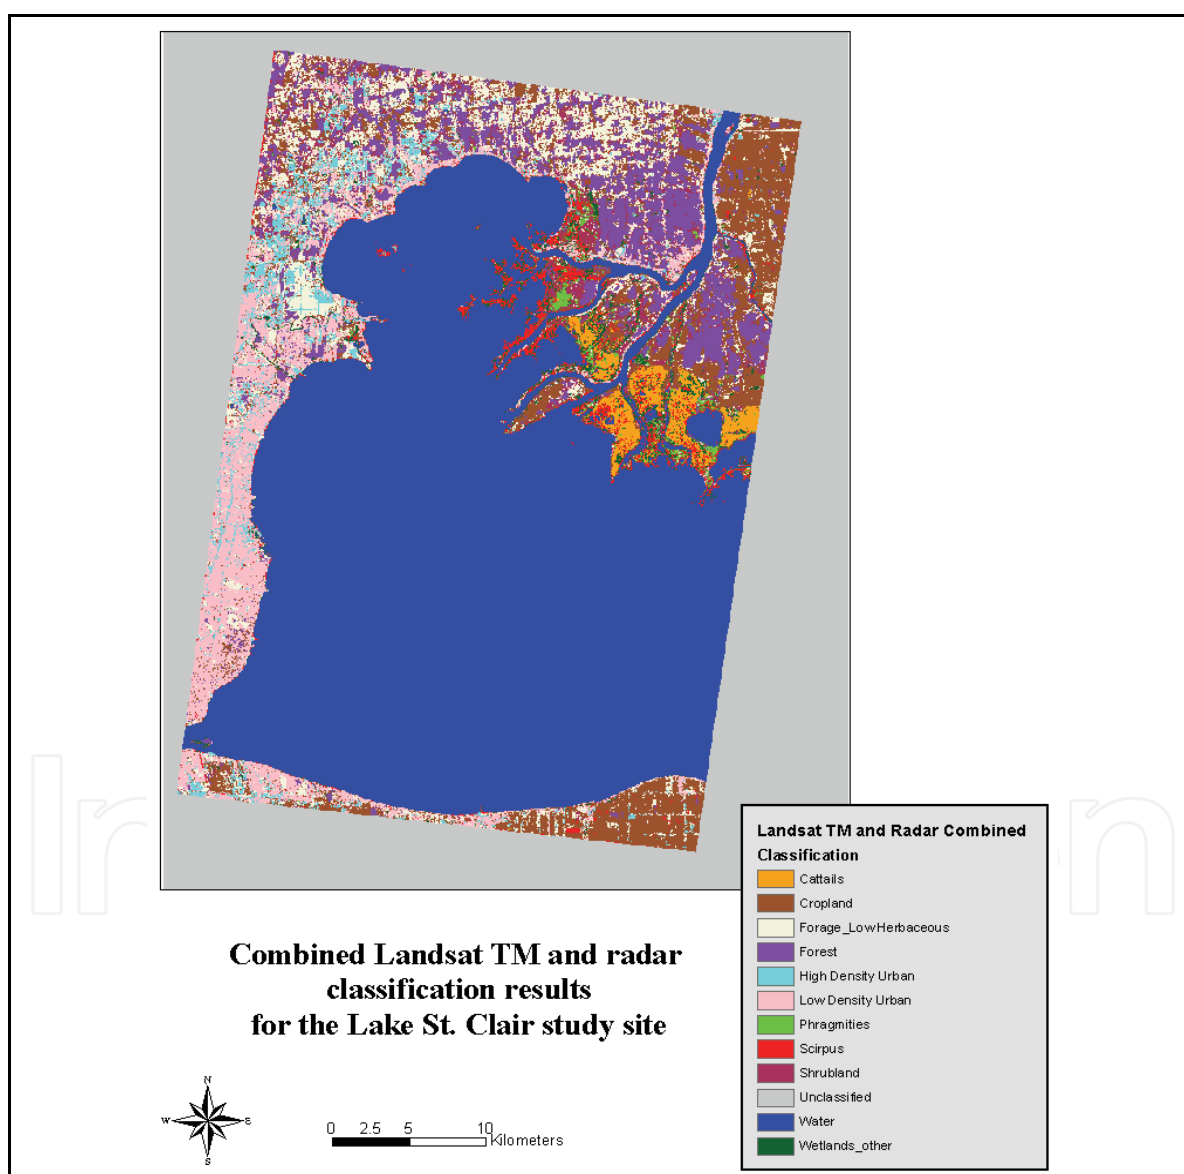 Landsat TM and Radar Combined
Classification
Cattails
Cropland
Forage_Low Herbaceous
Forest
High Density Urban
Low Density Urban
Phragmities
Scirpus
Shrubland
Unclassified
Water
Wetlands_other
Combined Landsat TM and radar
classification results
for the Lake St. Clair study site
N
W E
S
0 2.5 5 10
Kilometers